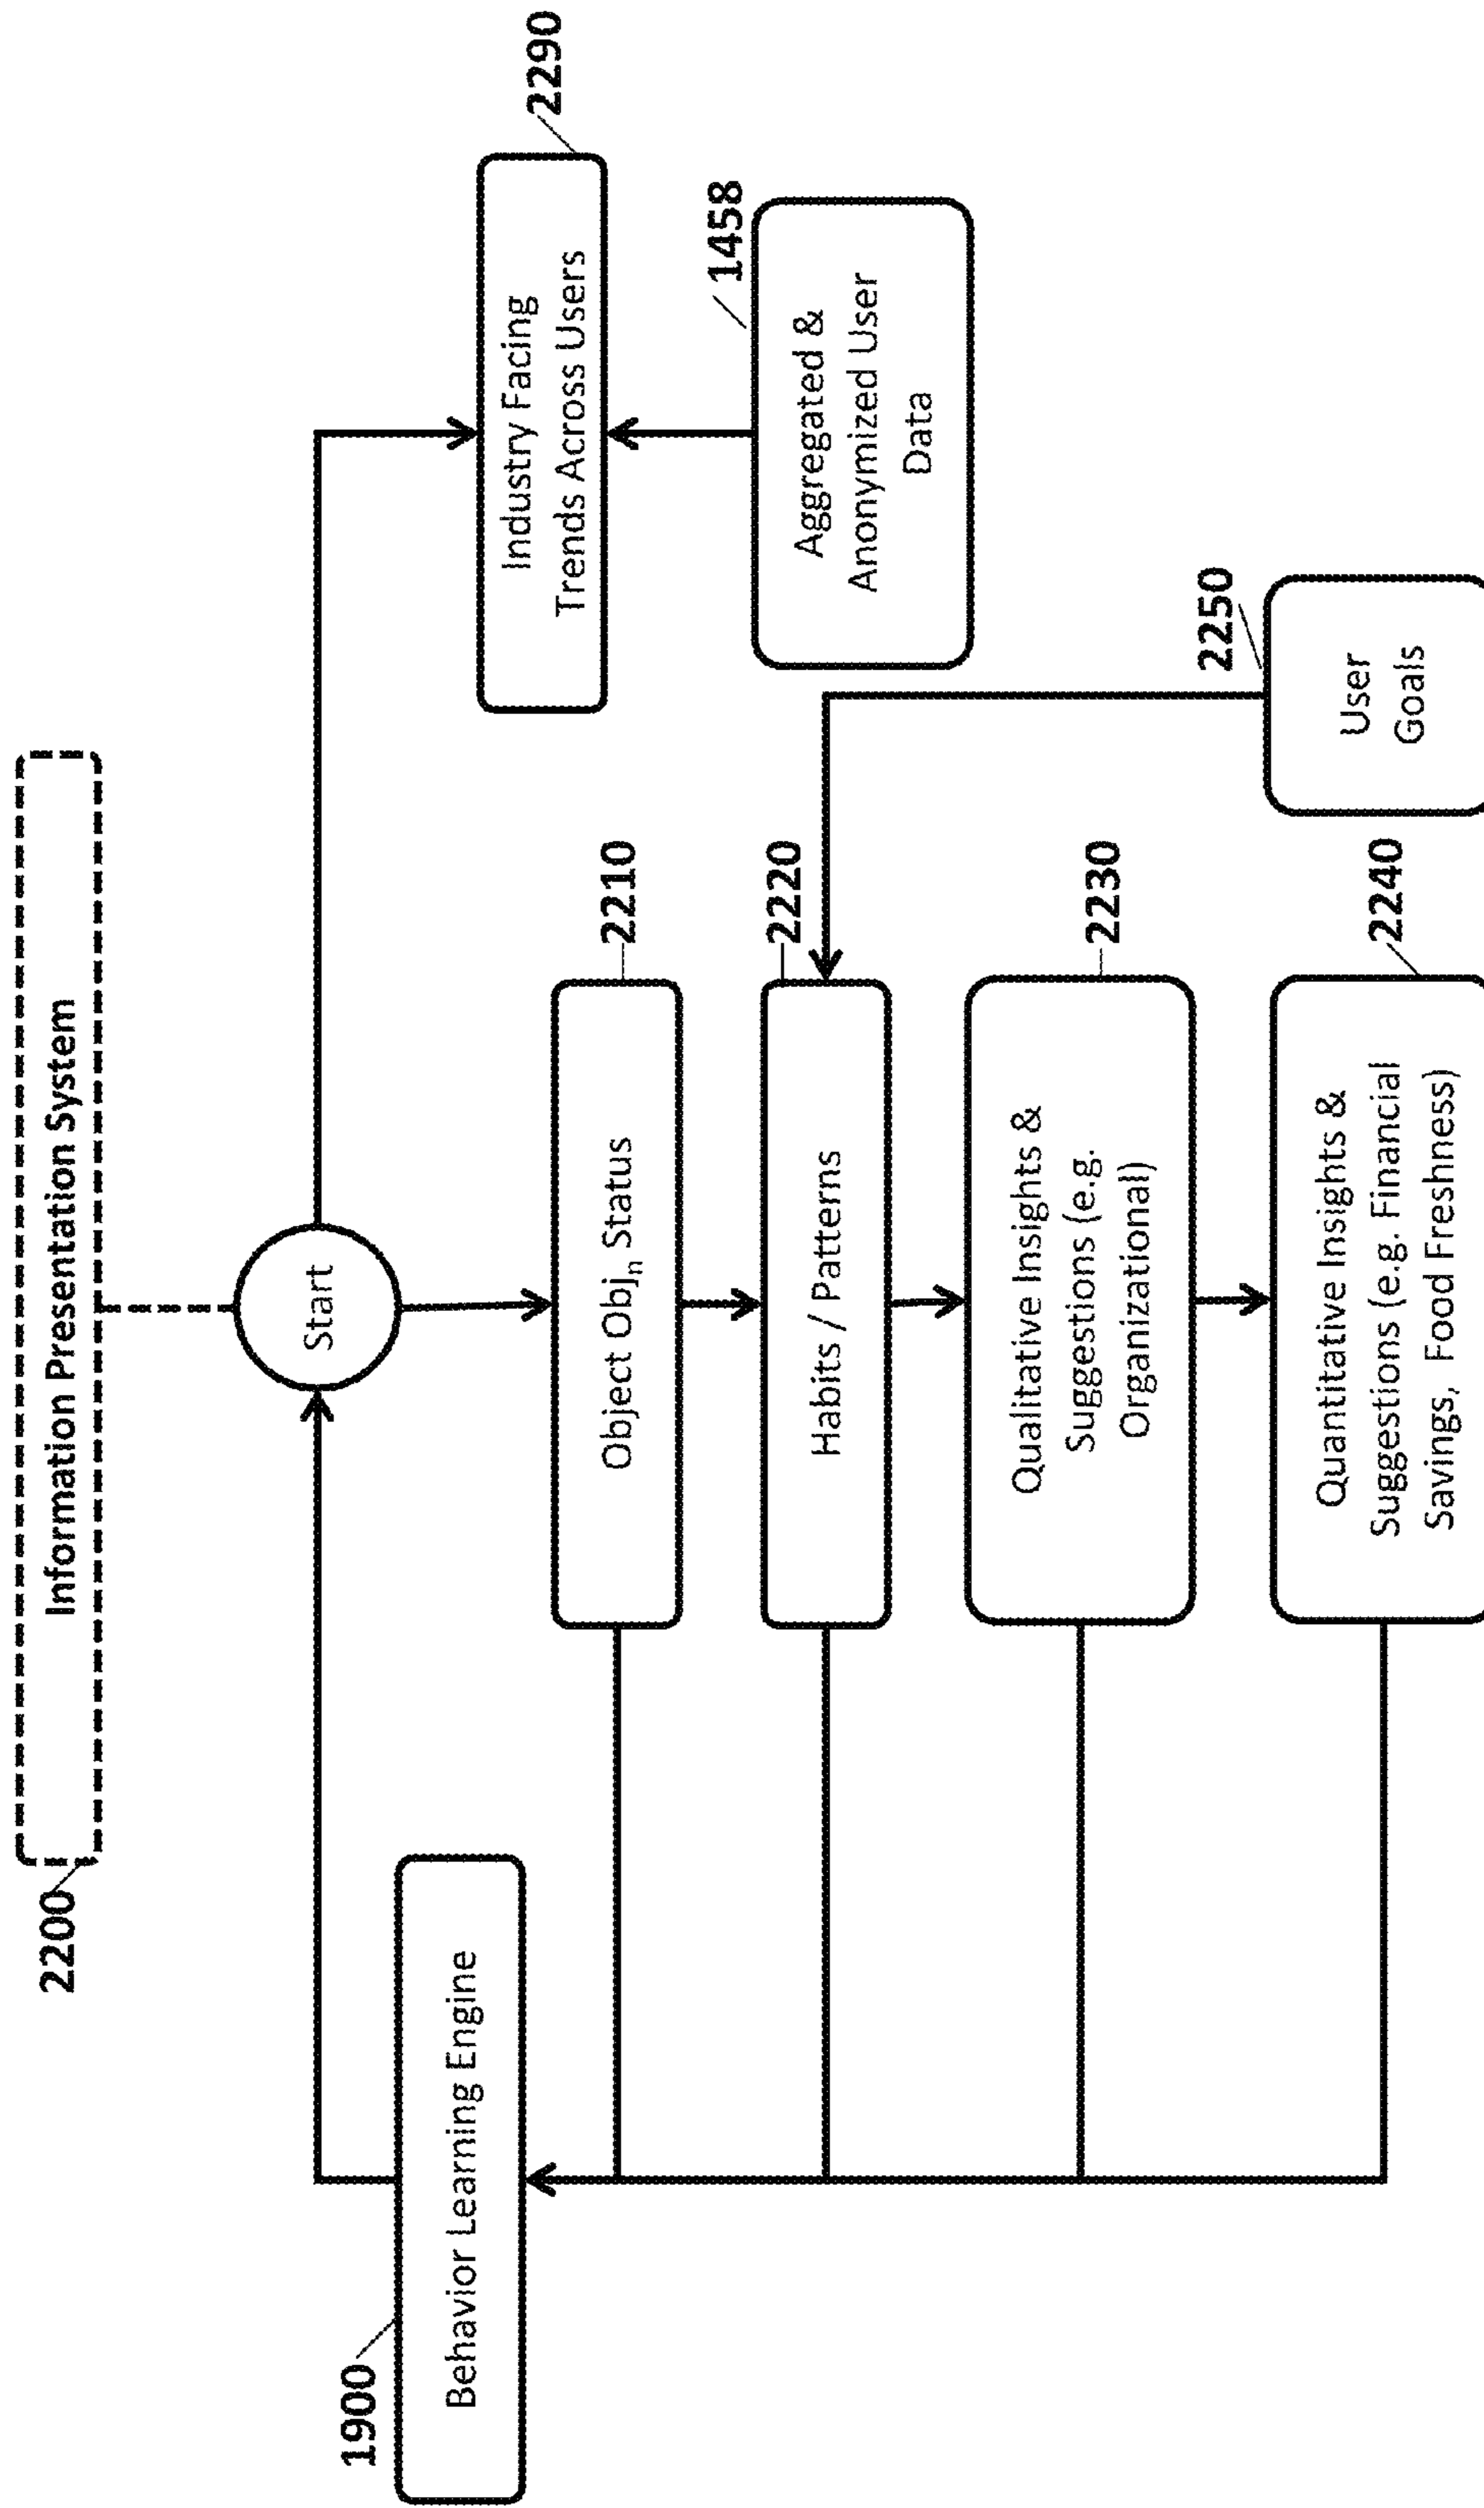 Information Presentation System
2200
Start
1900
Behavior Learning Engine
Industry Facing
Trends Across Users
2290
Object Objn Status
2210
Aggregated &
Anonymized User
Data
1458
Habits / Patterns
2220
Qualitative Insights &
Suggestions (e.g.
Organizational)
2230
User
Goals
2250
Quantitative Insights &
Suggestions (e.g. Financial
Savings, Food Freshness)
2240